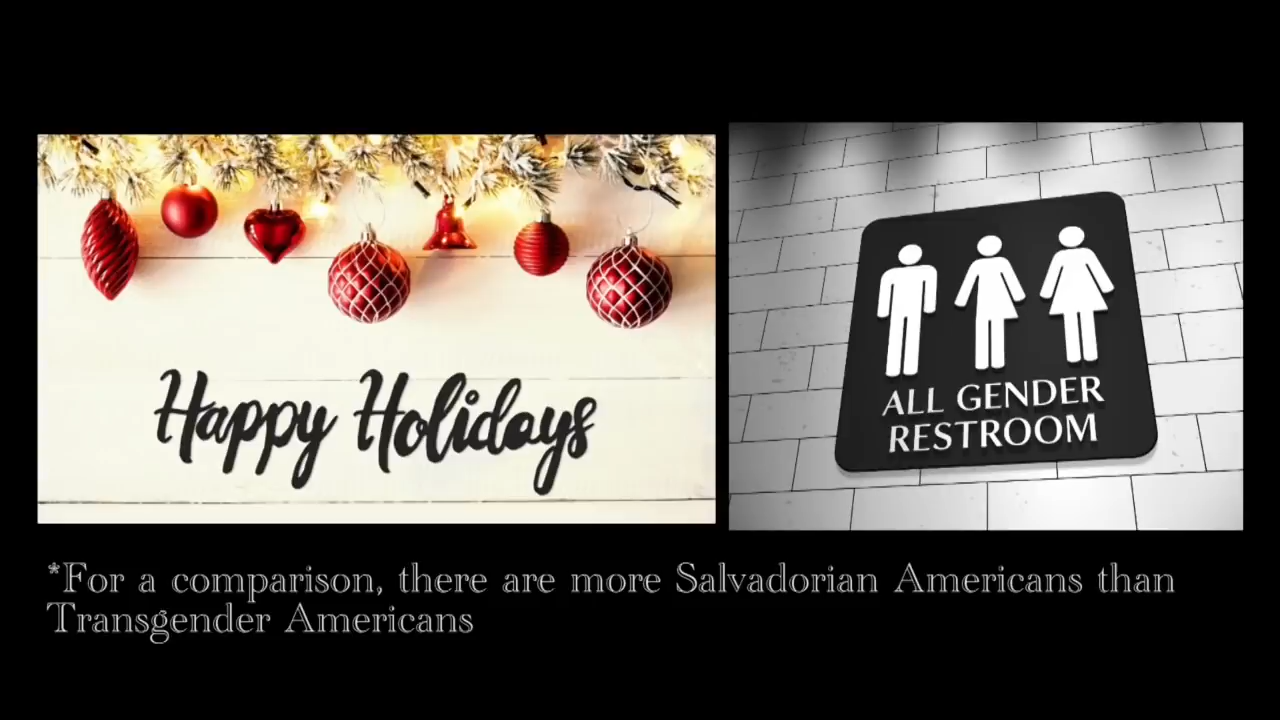 Happy Holidays
ALL GENDER
RESTROOM
*For a comparison, there are more Salvadorian Americans than
Transgender Americans